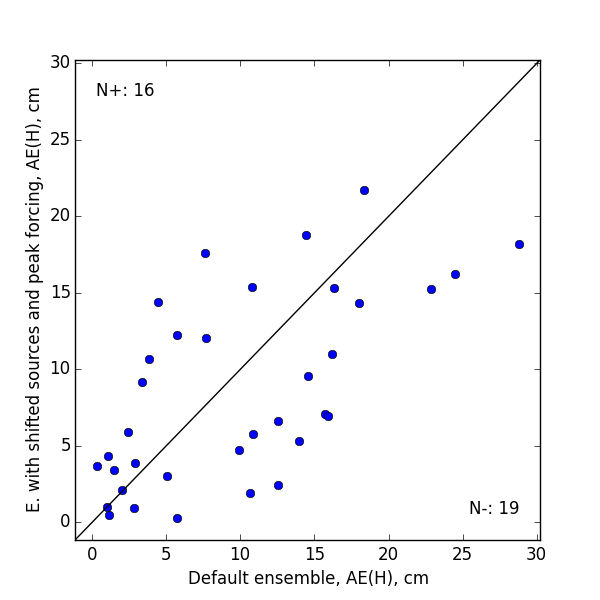 N+: 16
N-: 19
E. with shifted sources and peak forcing, AE(H), cm
30
25
20
15
10
5
0
0 5 10 15 20 25 30
Default ensemble, AE(H), cm